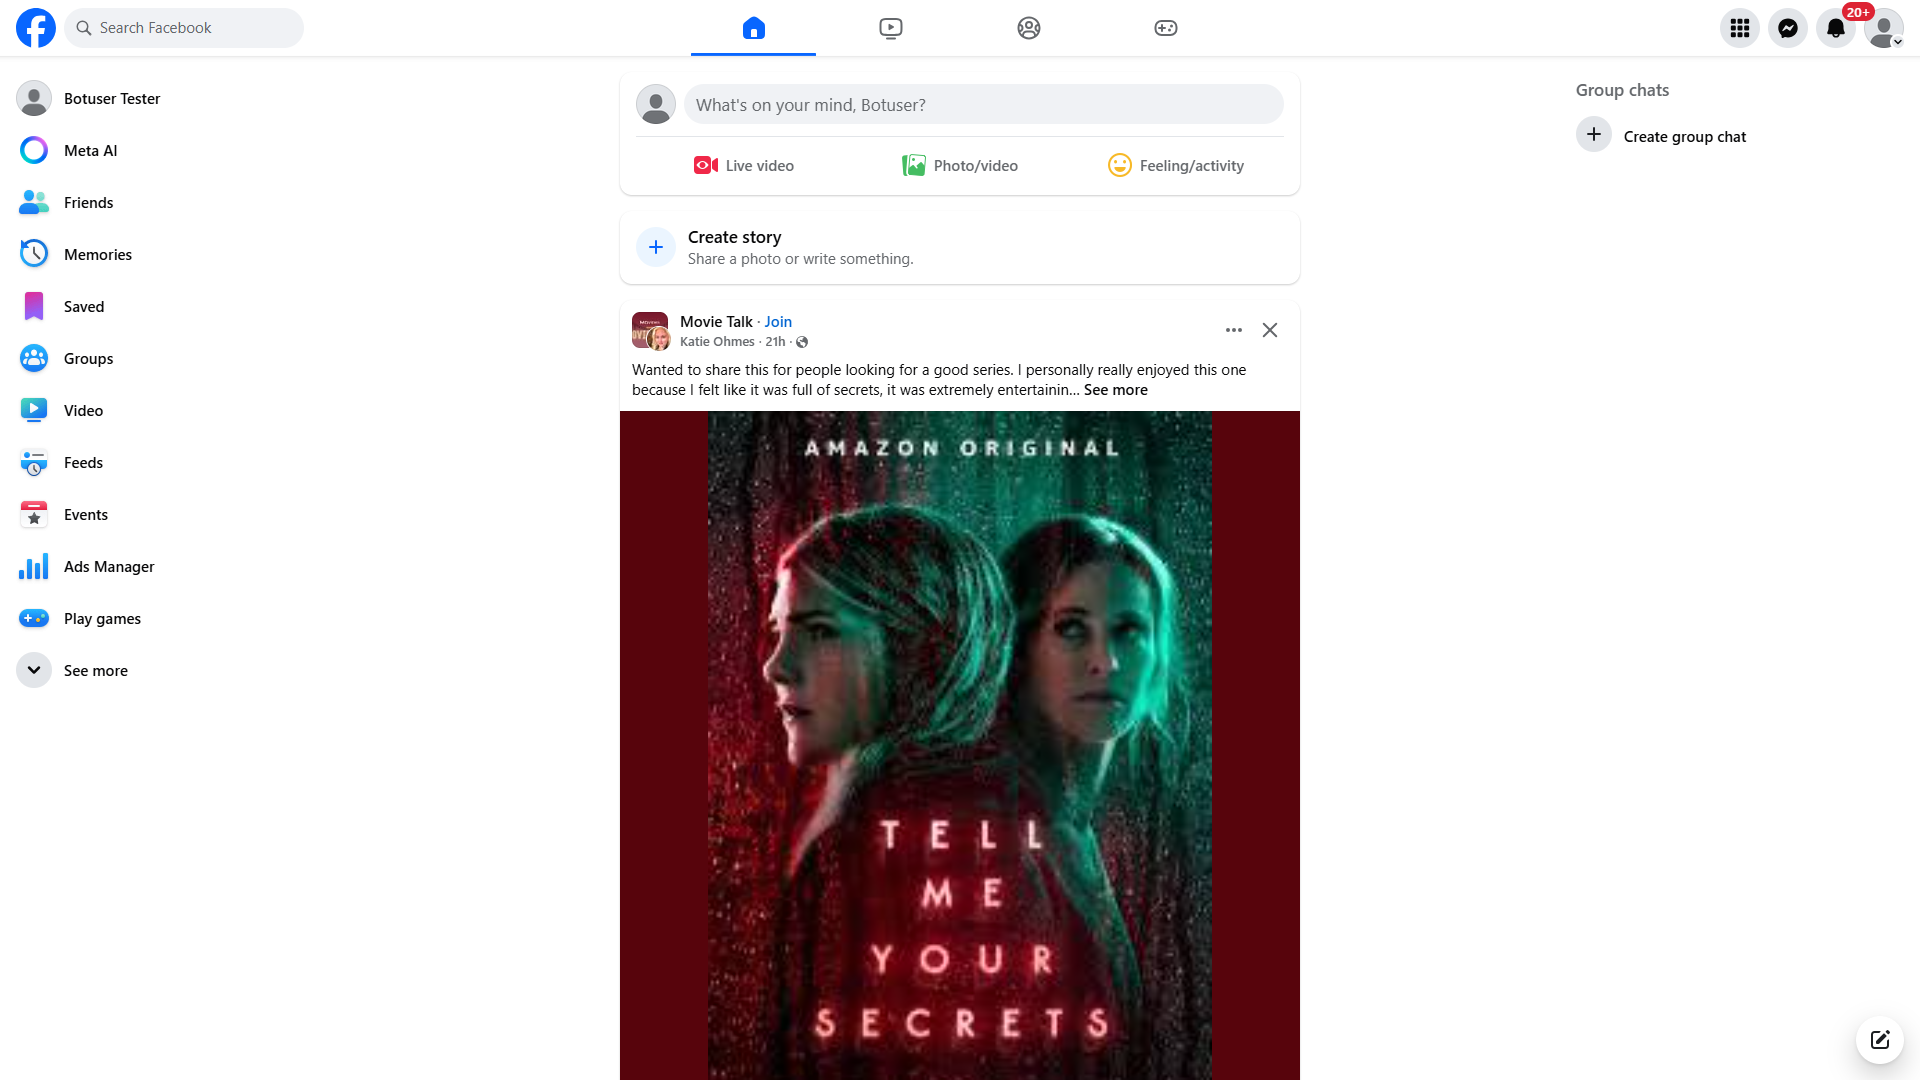 Search Facebook
20+
Botuser Tester
Meta AI
Friends
Memories
Saved
Groups
Video
Feeds
Events
Ads Manager
Play games
See more
What's on your mind, Botuser?
Live video
Photo/video
Feeling/activity
Create story
Share a photo or write something.
Movie Talk · Join
Katie Ohmes · 21h ·
Wanted to share this for people looking for a good series. I personally really enjoyed this one
because I felt like it was full of secrets, it was extremely entertainin... See more
AMAZON ORIGINAL
TELL
ME
YOUR
SECRETS
Group chats
Create group chat